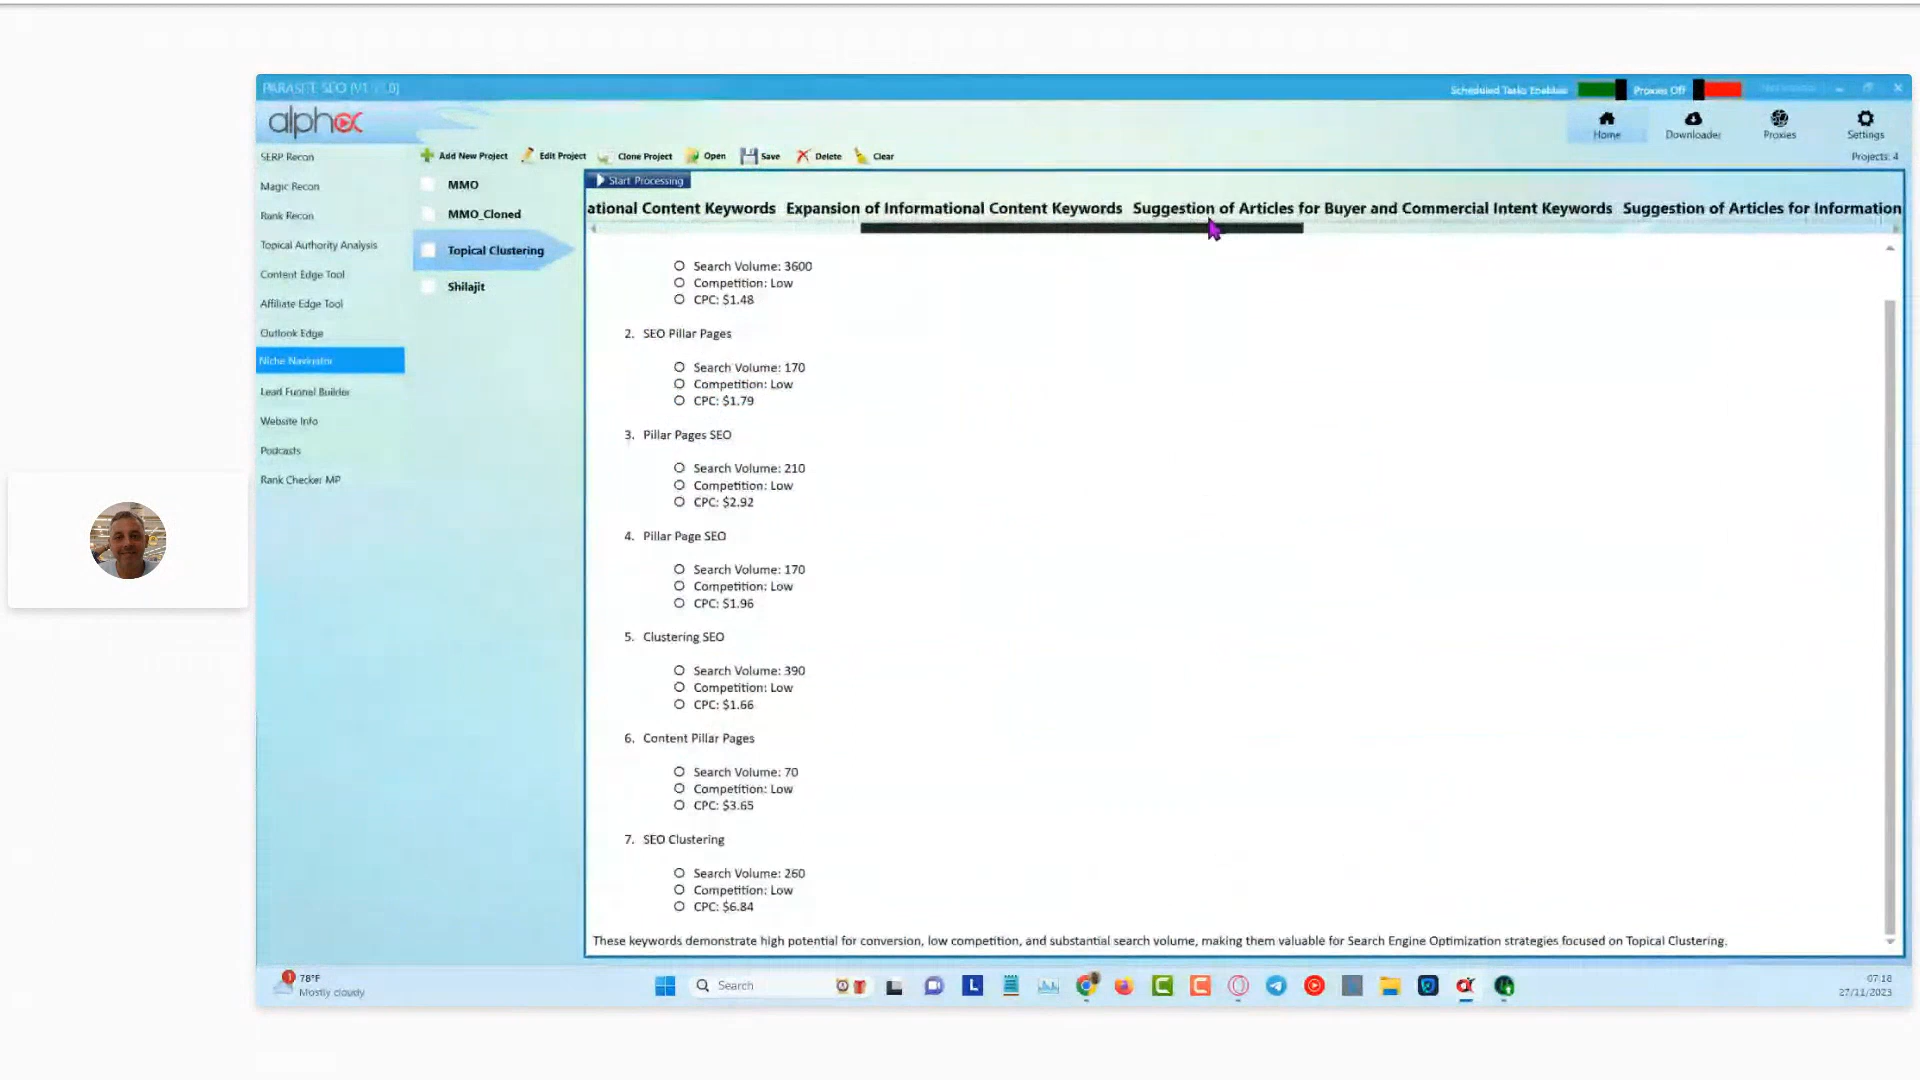 PARASITE SEO
Scheduled Tasks Enabled
Proxies Off
alphex
Home
Downloader
Proxies
Settings
Projects: 4
SERP Recon
Magic Recon
Rank Recon
Topical Authority Analysis
Content Edge Tool
Affiliate Edge Tool
Outlook Edge
Niche Navigator
Lead Funnel Builder
Website Info
Podcasts
Rank Checker MP
Add New Project
Edit Project
Clone Project
Open
Save
Delete
Clear
MMO
MMO_Cloned
Topical Clustering
Shilajit
Start Processing
ational Content Keywords Expansion of Informational Content Keywords Suggestion of Articles for Buyer and Commercial Intent Keywords Suggestion of Articles for Information
Search Volume: 3600
Competition: Low
CPC: $1.48
2. SEO Pillar Pages
Search Volume: 170
Competition: Low
CPC: $1.79
3. Pillar Pages SEO
Search Volume: 210
Competition: Low
CPC: $2.92
4. Pillar Page SEO
Search Volume: 170
Competition: Low
CPC: $1.96
5. Clustering SEO
Search Volume: 390
Competition: Low
CPC: $1.66
6. Content Pillar Pages
Search Volume: 70
Competition: Low
CPC: $3.65
7. SEO Clustering
Search Volume: 260
Competition: Low
CPC: $6.84
These keywords demonstrate high potential for conversion, low competition, and substantial search volume, making them valuable for Search Engine Optimization strategies focused on Topical Clustering.
1
78°F
Mostly cloudy
Search
07:18
27/11/2023